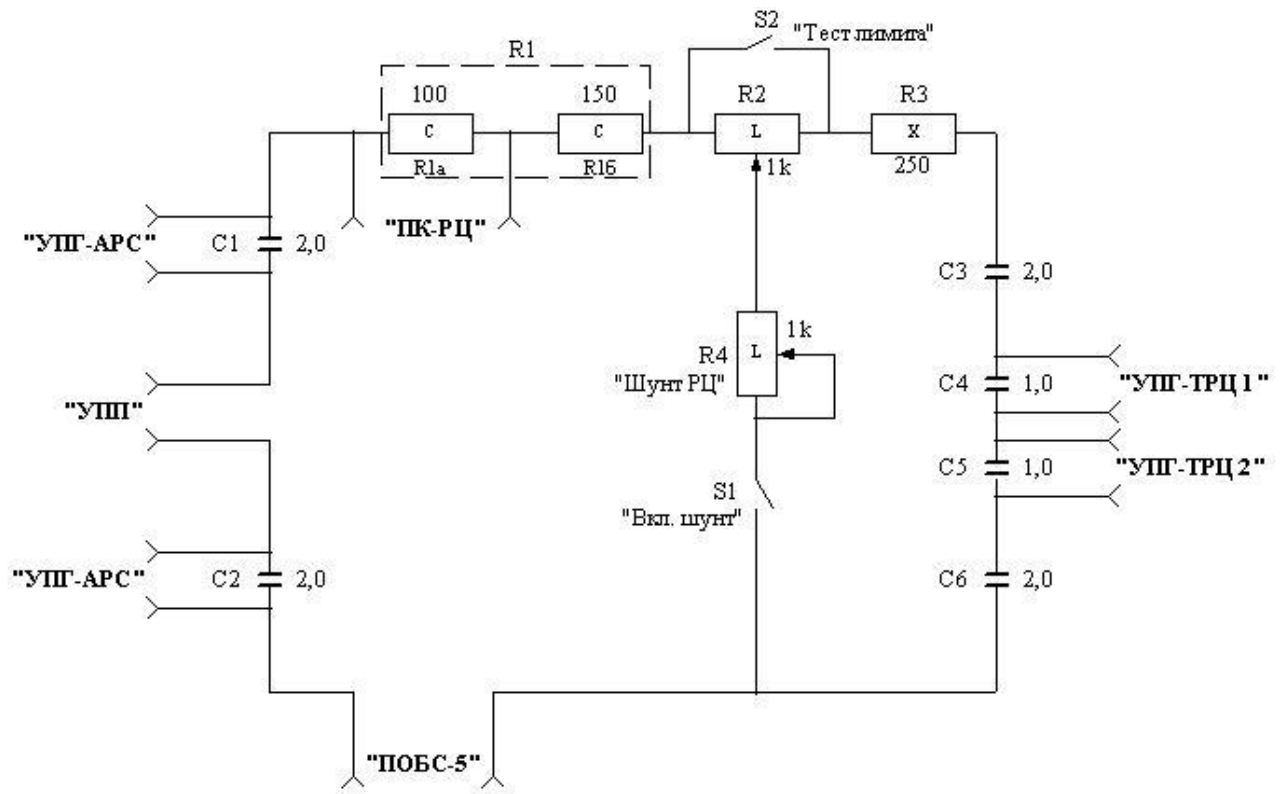 S2
"Тест лимита"
R1
100
150
R2
R3
С
С
L
X
R1а
R1б
1k
250
"ПК-РЦ"
"УПГ-АРС"
C1
2,0
C3
2,0
1k
R4
L
"Шунт РЦ"
C4
1,0
"УПГ-ТРЦ 1"
"УПП"
C5
1,0
"УПГ-ТРЦ 2"
S1
"Вкл. шунт"
"УПГ-АРС"
C2
2,0
C6
2,0
"ПОБС-5"